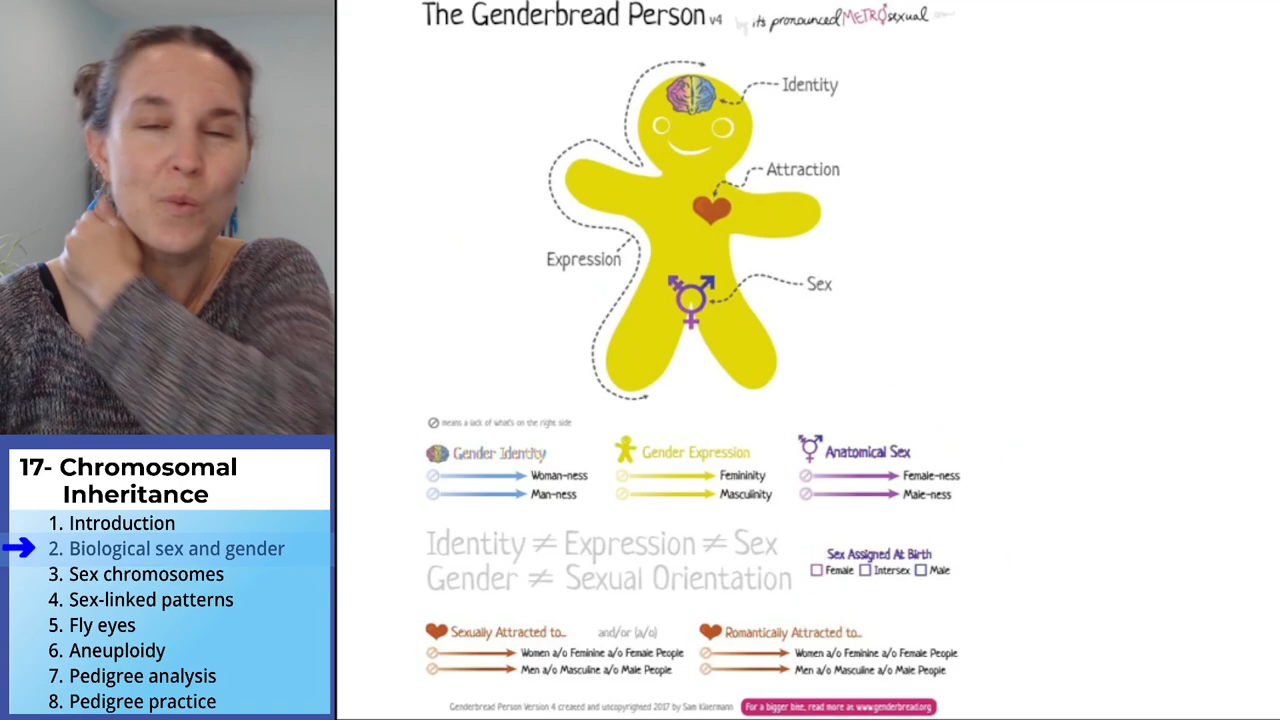 The Genderbread Person v4
by it's pronounced METROsexual
Identity
Attraction
Expression
Sex
means a lack of what's on the right side
Gender Identity
Woman-ness
Man-ness
Gender Expression
Femininity
Masculinity
Anatomical Sex
Female-ness
Male-ness
Identity ≠ Expression ≠ Sex
Gender ≠ Sexual Orientation
Sex Assigned At Birth
Female Intersex Male
Sexually Attracted to... and/or (a/o)
Women a/o Feminine a/o Female People
Men a/o Masculine a/o Male People
Romantically Attracted to...
Women a/o Feminine a/o Female People
Men a/o Masculine a/o Male People
Genderbread Person Version 4 created and uncopyrighted 2017 by Sam Killermann
For a bigger bite, read more at www.genderbread.org
17- Chromosomal
Inheritance
1. Introduction
2. Biological sex and gender
3. Sex chromosomes
4. Sex-linked patterns
5. Fly eyes
6. Aneuploidy
7. Pedigree analysis
8. Pedigree practice